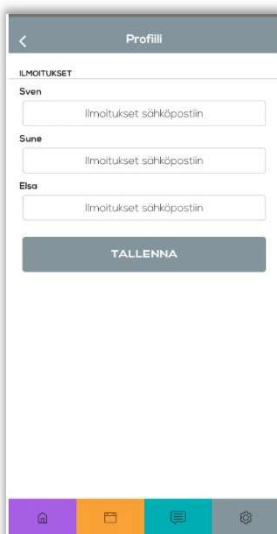 Profiili
ILMOITUKSET
Sven
Ilmoitukset sähköpostiin
Sune
Ilmoitukset sähköpostiin
Elsa
Ilmoitukset sähköpostiin
TALLENNA